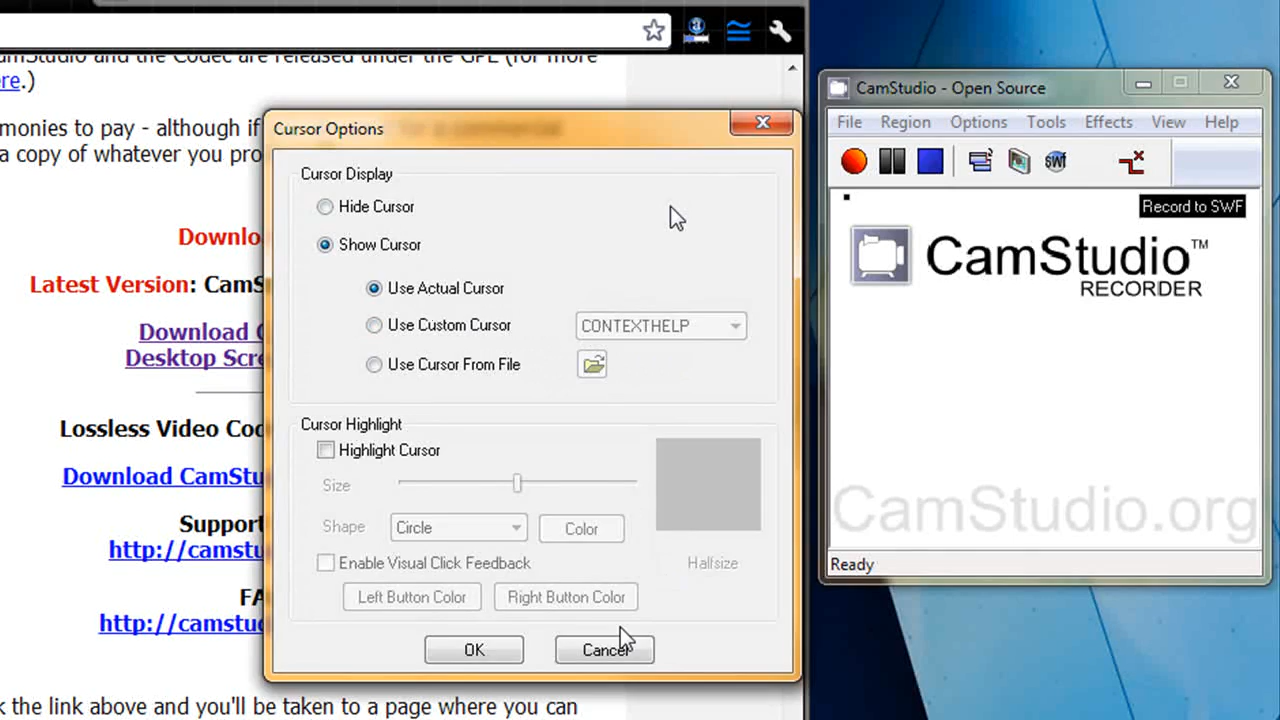 amStudio and the Codec are released under the GPL (for more
ere.)
monies to pay - although if for a commercial
a copy of whatever you pro
Downlo
Latest Version: CamS
Download C
Desktop Scre
Lossless Video Cod
Download CamStu
Support
http://camstu
FA
http://camstud
k the link above and you'll be taken to a page where you can
Cursor Options
Cursor Display
Hide Cursor
Show Cursor
Use Actual Cursor
Use Custom Cursor
CONTEXTHELP
Use Cursor From File
Cursor Highlight
Highlight Cursor
Size
Shape
Circle
Color
Enable Visual Click Feedback
Halfsize
Left Button Color
Right Button Color
OK
Cancel
CamStudio - Open Source
File Region Options Tools Effects View Help
swf
Record to SWF
CamStudio™
RECORDER
CamStudio.org
Ready